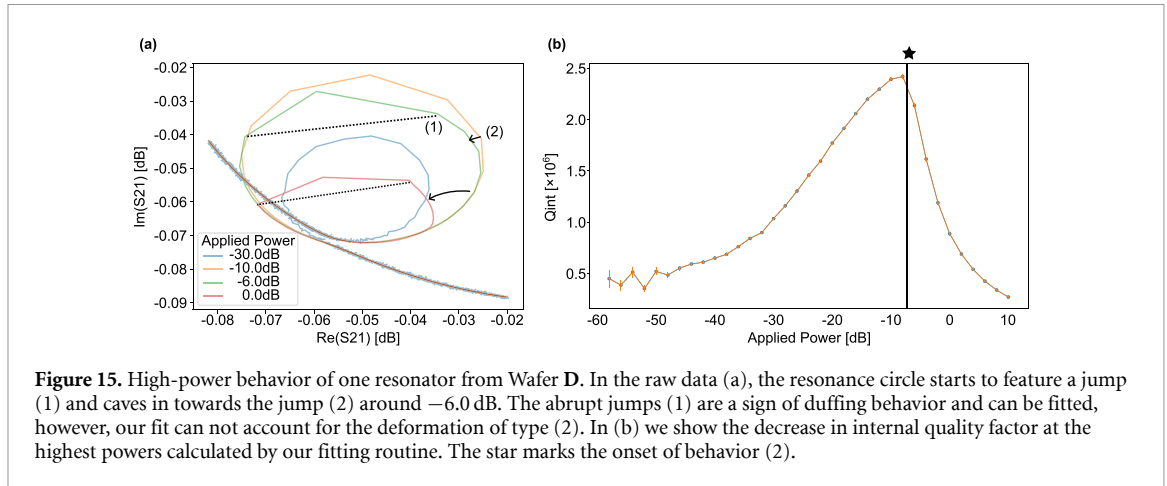 (a)
-0.02
-0.03
-0.04
-0.05
-0.06
-0.07
-0.08
-0.09
Im(S21) [dB]
(1)
(2)
Applied Power
-30.0dB
-10.0dB
-6.0dB
0.0dB
-0.08 -0.07 -0.06 -0.05 -0.04 -0.03 -0.02
Re(S21) [dB]
(b)
★
2.5
2.0
1.5
1.0
0.5
Qint [×10⁶]
-60 -50 -40 -30 -20 -10 0 10
Applied Power [dB]
Figure 15. High-power behavior of one resonator from Wafer D. In the raw data (a), the resonance circle starts to feature a jump
(1) and caves in towards the jump (2) around −6.0 dB. The abrupt jumps (1) are a sign of duffing behavior and can be fitted,
however, our fit can not account for the deformation of type (2). In (b) we show the decrease in internal quality factor at the
highest powers calculated by our fitting routine. The star marks the onset of behavior (2).